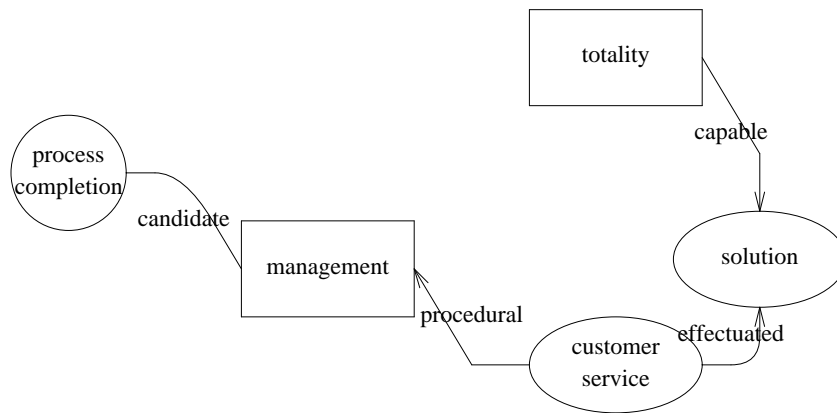 totality
capable
process
completion
candidate
management
solution
procedural
effectuated
customer
service